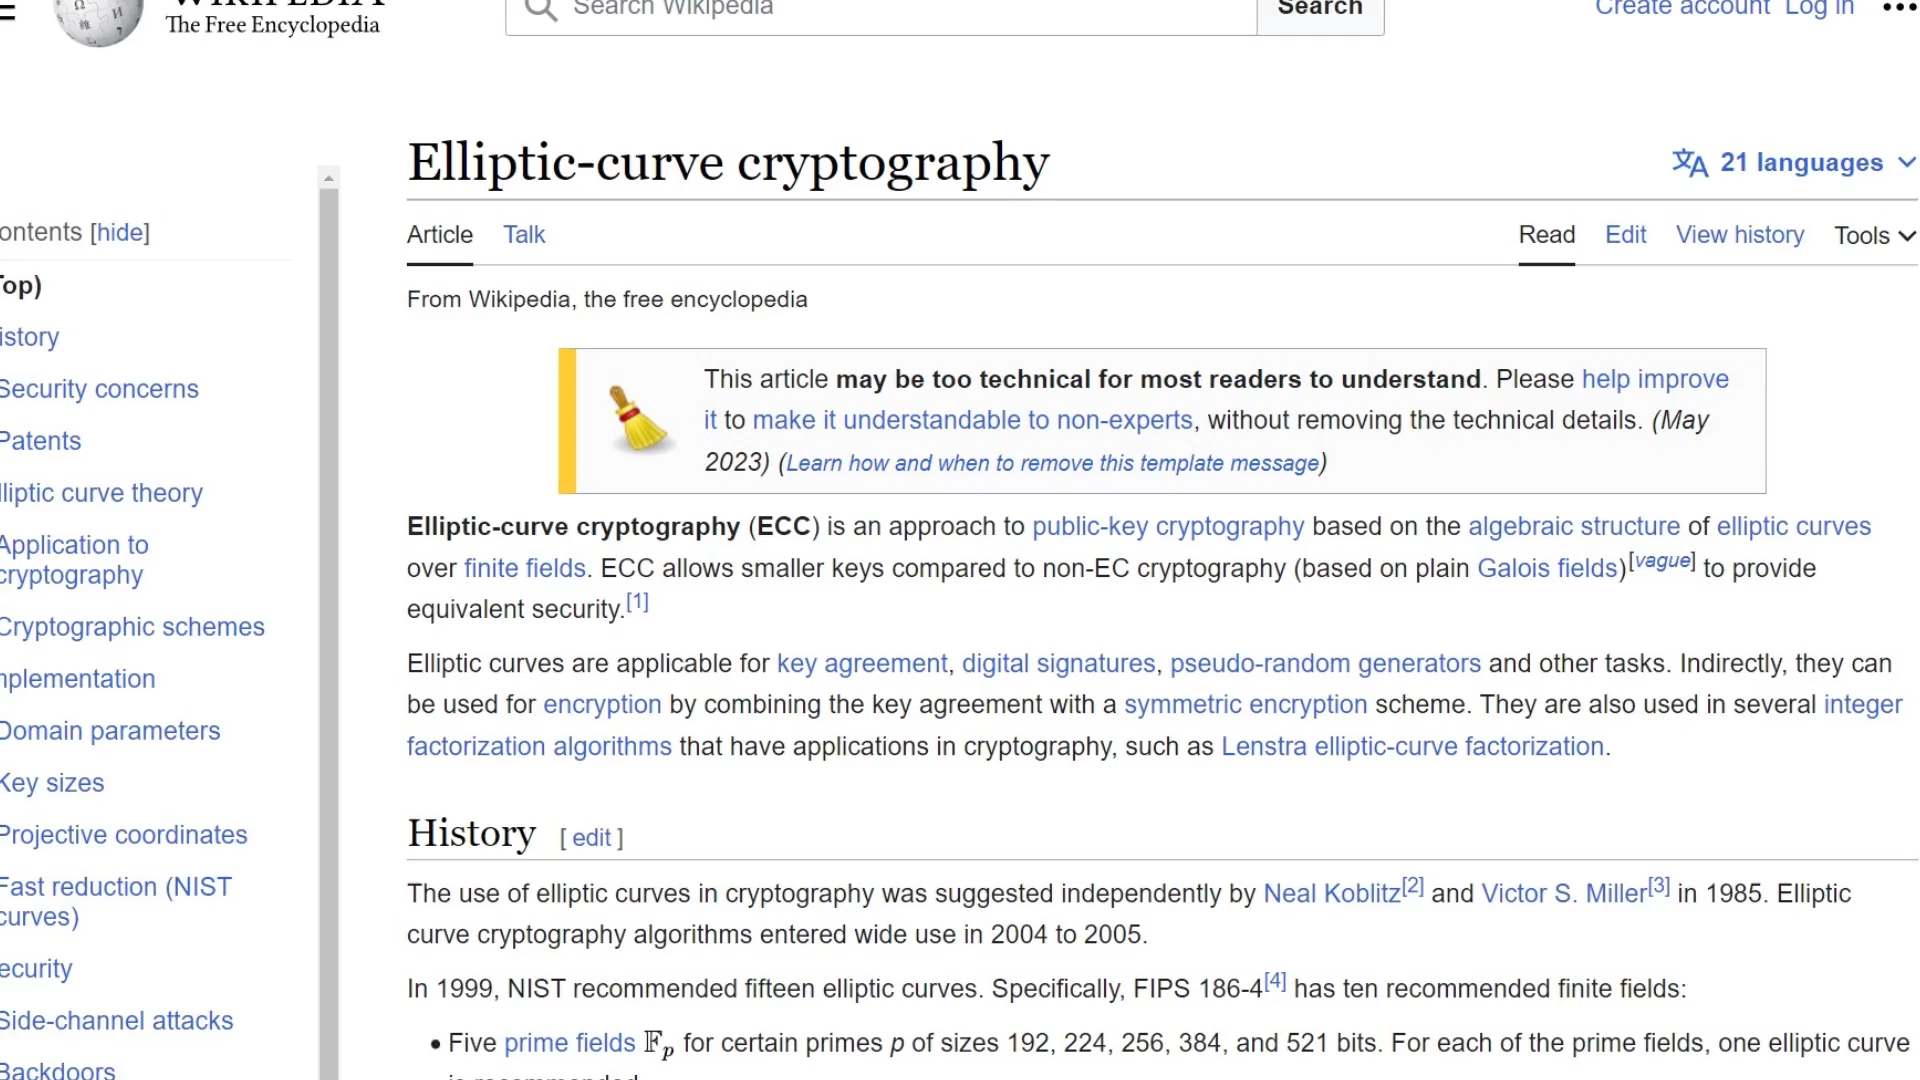 The Free Encyclopedia
Search Wikipedia
Search
Create account Log in
Elliptic-curve cryptography
21 languages
Contents [hide]
(Top)
History
Security concerns
Patents
Elliptic curve theory
Application to
cryptography
Cryptographic schemes
Implementation
Domain parameters
Key sizes
Projective coordinates
Fast reduction (NIST
curves)
Security
Side-channel attacks
Backdoors
Article Talk
Read Edit View history Tools
From Wikipedia, the free encyclopedia
This article may be too technical for most readers to understand. Please help improve
it to make it understandable to non-experts, without removing the technical details. (May
2023) (Learn how and when to remove this template message)
Elliptic-curve cryptography (ECC) is an approach to public-key cryptography based on the algebraic structure of elliptic curves
over finite fields. ECC allows smaller keys compared to non-EC cryptography (based on plain Galois fields)[vague] to provide
equivalent security.[1]
Elliptic curves are applicable for key agreement, digital signatures, pseudo-random generators and other tasks. Indirectly, they can
be used for encryption by combining the key agreement with a symmetric encryption scheme. They are also used in several integer
factorization algorithms that have applications in cryptography, such as Lenstra elliptic-curve factorization.
History [ edit ]
The use of elliptic curves in cryptography was suggested independently by Neal Koblitz[2] and Victor S. Miller[3] in 1985. Elliptic
curve cryptography algorithms entered wide use in 2004 to 2005.
In 1999, NIST recommended fifteen elliptic curves. Specifically, FIPS 186-4[4] has ten recommended finite fields:
• Five prime fields 𝔽p for certain primes p of sizes 192, 224, 256, 384, and 521 bits. For each of the prime fields, one elliptic curve